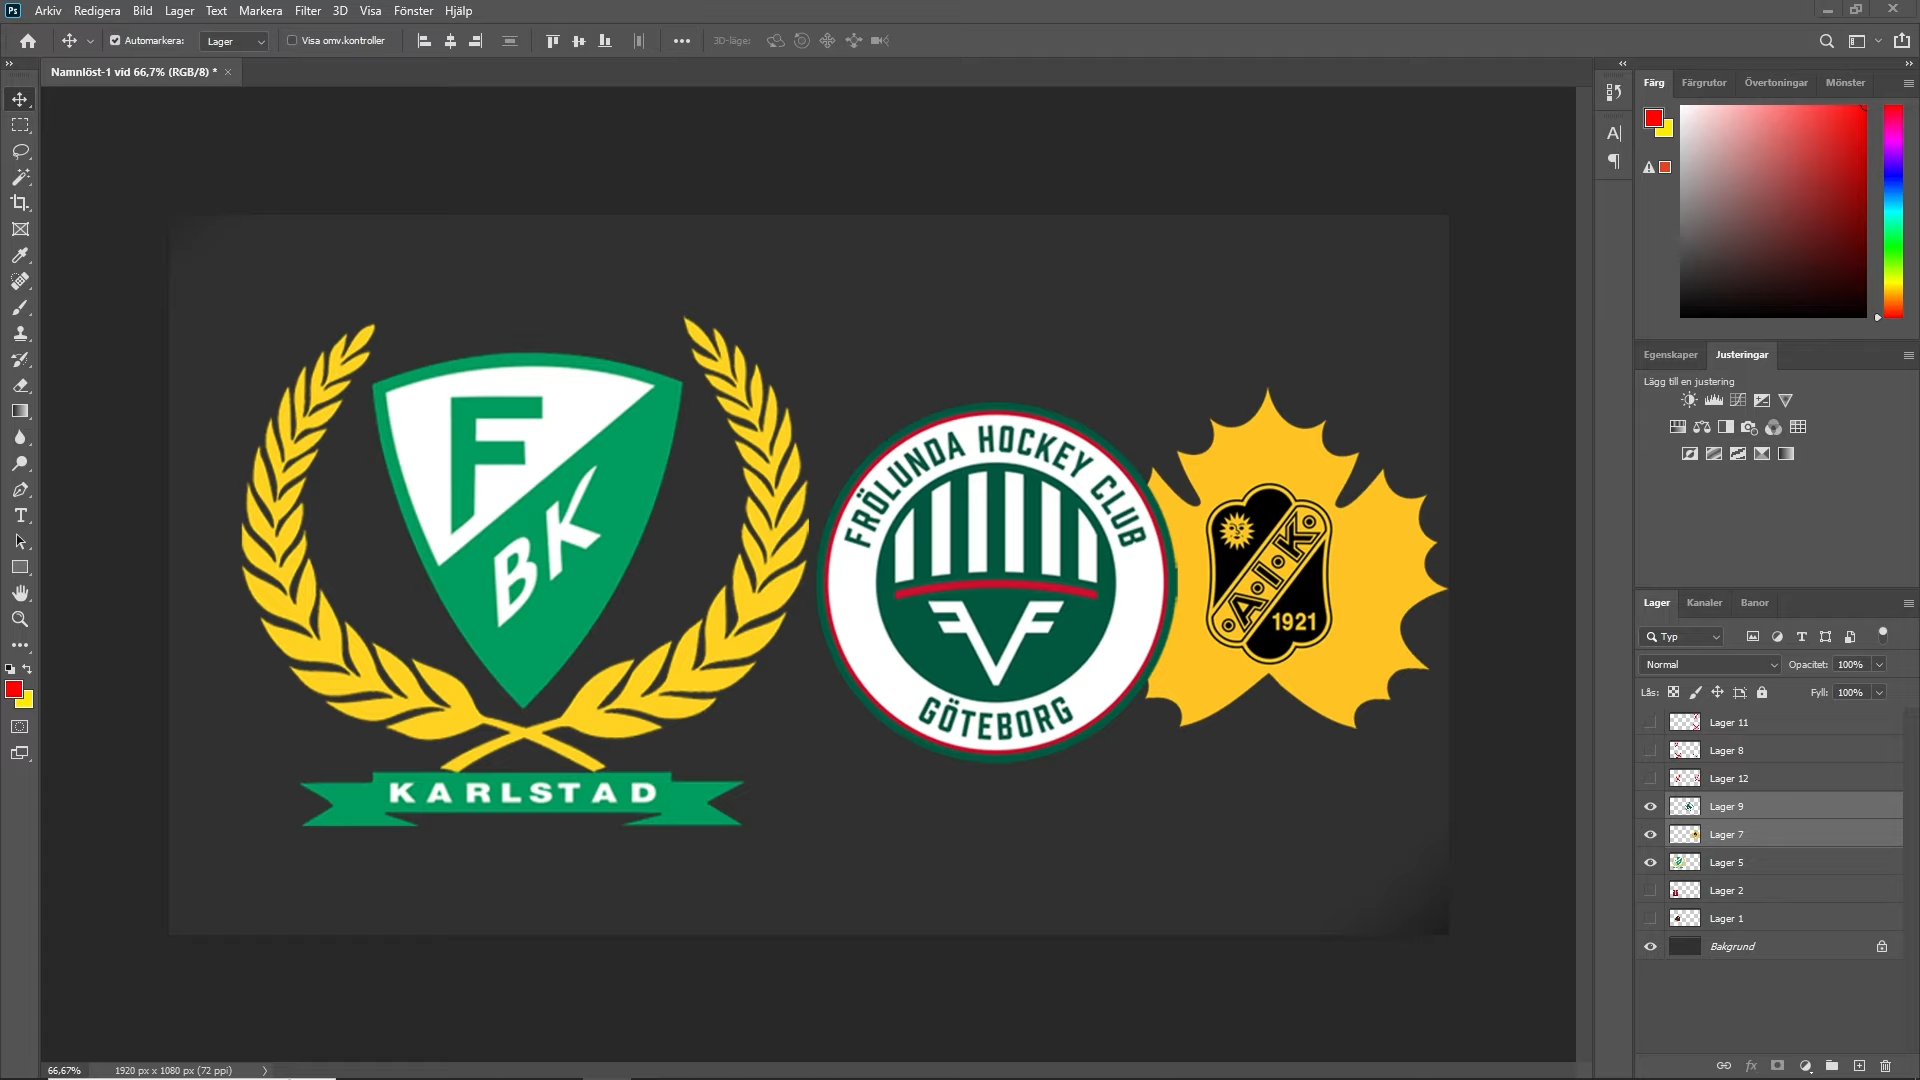 Ps Arkiv Redigera Bild Lager Text Markera Filter 3D Visa Fönster Hjälp
Automarkera: Lager Visa omv.kontroller 3D-läge:
Namnlöst-1 vid 66,7% (RGB/8) * ×
Färg Färgrutor Övertoningar Mönster
F
BK
KARLSTAD
FRÖLUNDA HOCKEY CLUB
GÖTEBORG
A·I·K
1921
Egenskaper Justeringar
Lägg till en justering
Lager Kanaler Banor
Typ
Normal Opacitet: 100%
Lås: Fyll: 100%
Lager 11
Lager 8
Lager 12
Lager 9
Lager 7
Lager 5
Lager 2
Lager 1
Bakgrund
fx
66,67% 1920 px x 1080 px (72 ppi)